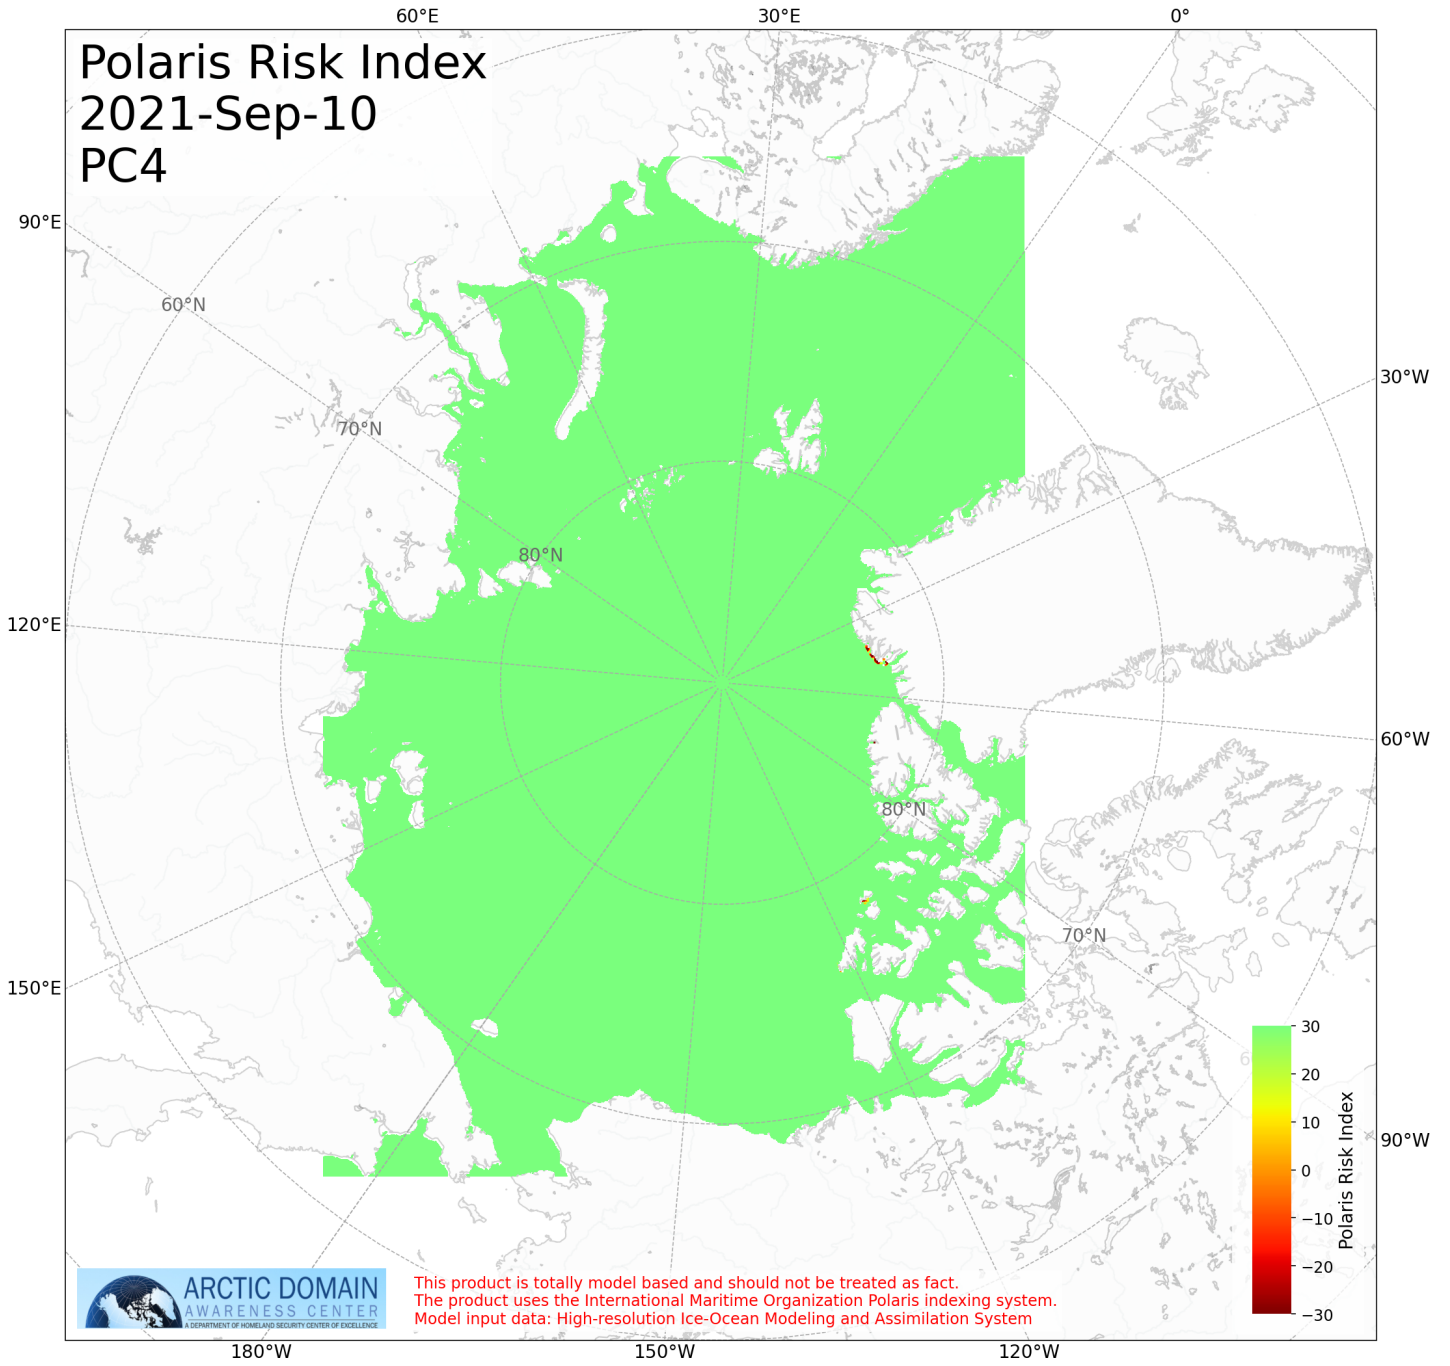 60°E 30°E 0°
Polaris Risk Index
2021-Sep-10
PC4
90°E
60°N
30°W
70°N
80°N
120°E
60°W
80°N
70°N
150°E
30
20
10
0
−10
−20
−30
Polaris Risk Index
90°W
ARCTIC DOMAIN
AWARENESS CENTER
A DEPARTMENT OF HOMELAND SECURITY CENTER OF EXCELLENCE
This product is totally model based and should not be treated as fact.
The product uses the International Maritime Organization Polaris indexing system.
Model input data: High-resolution Ice-Ocean Modeling and Assimilation System
180°W 150°W 120°W